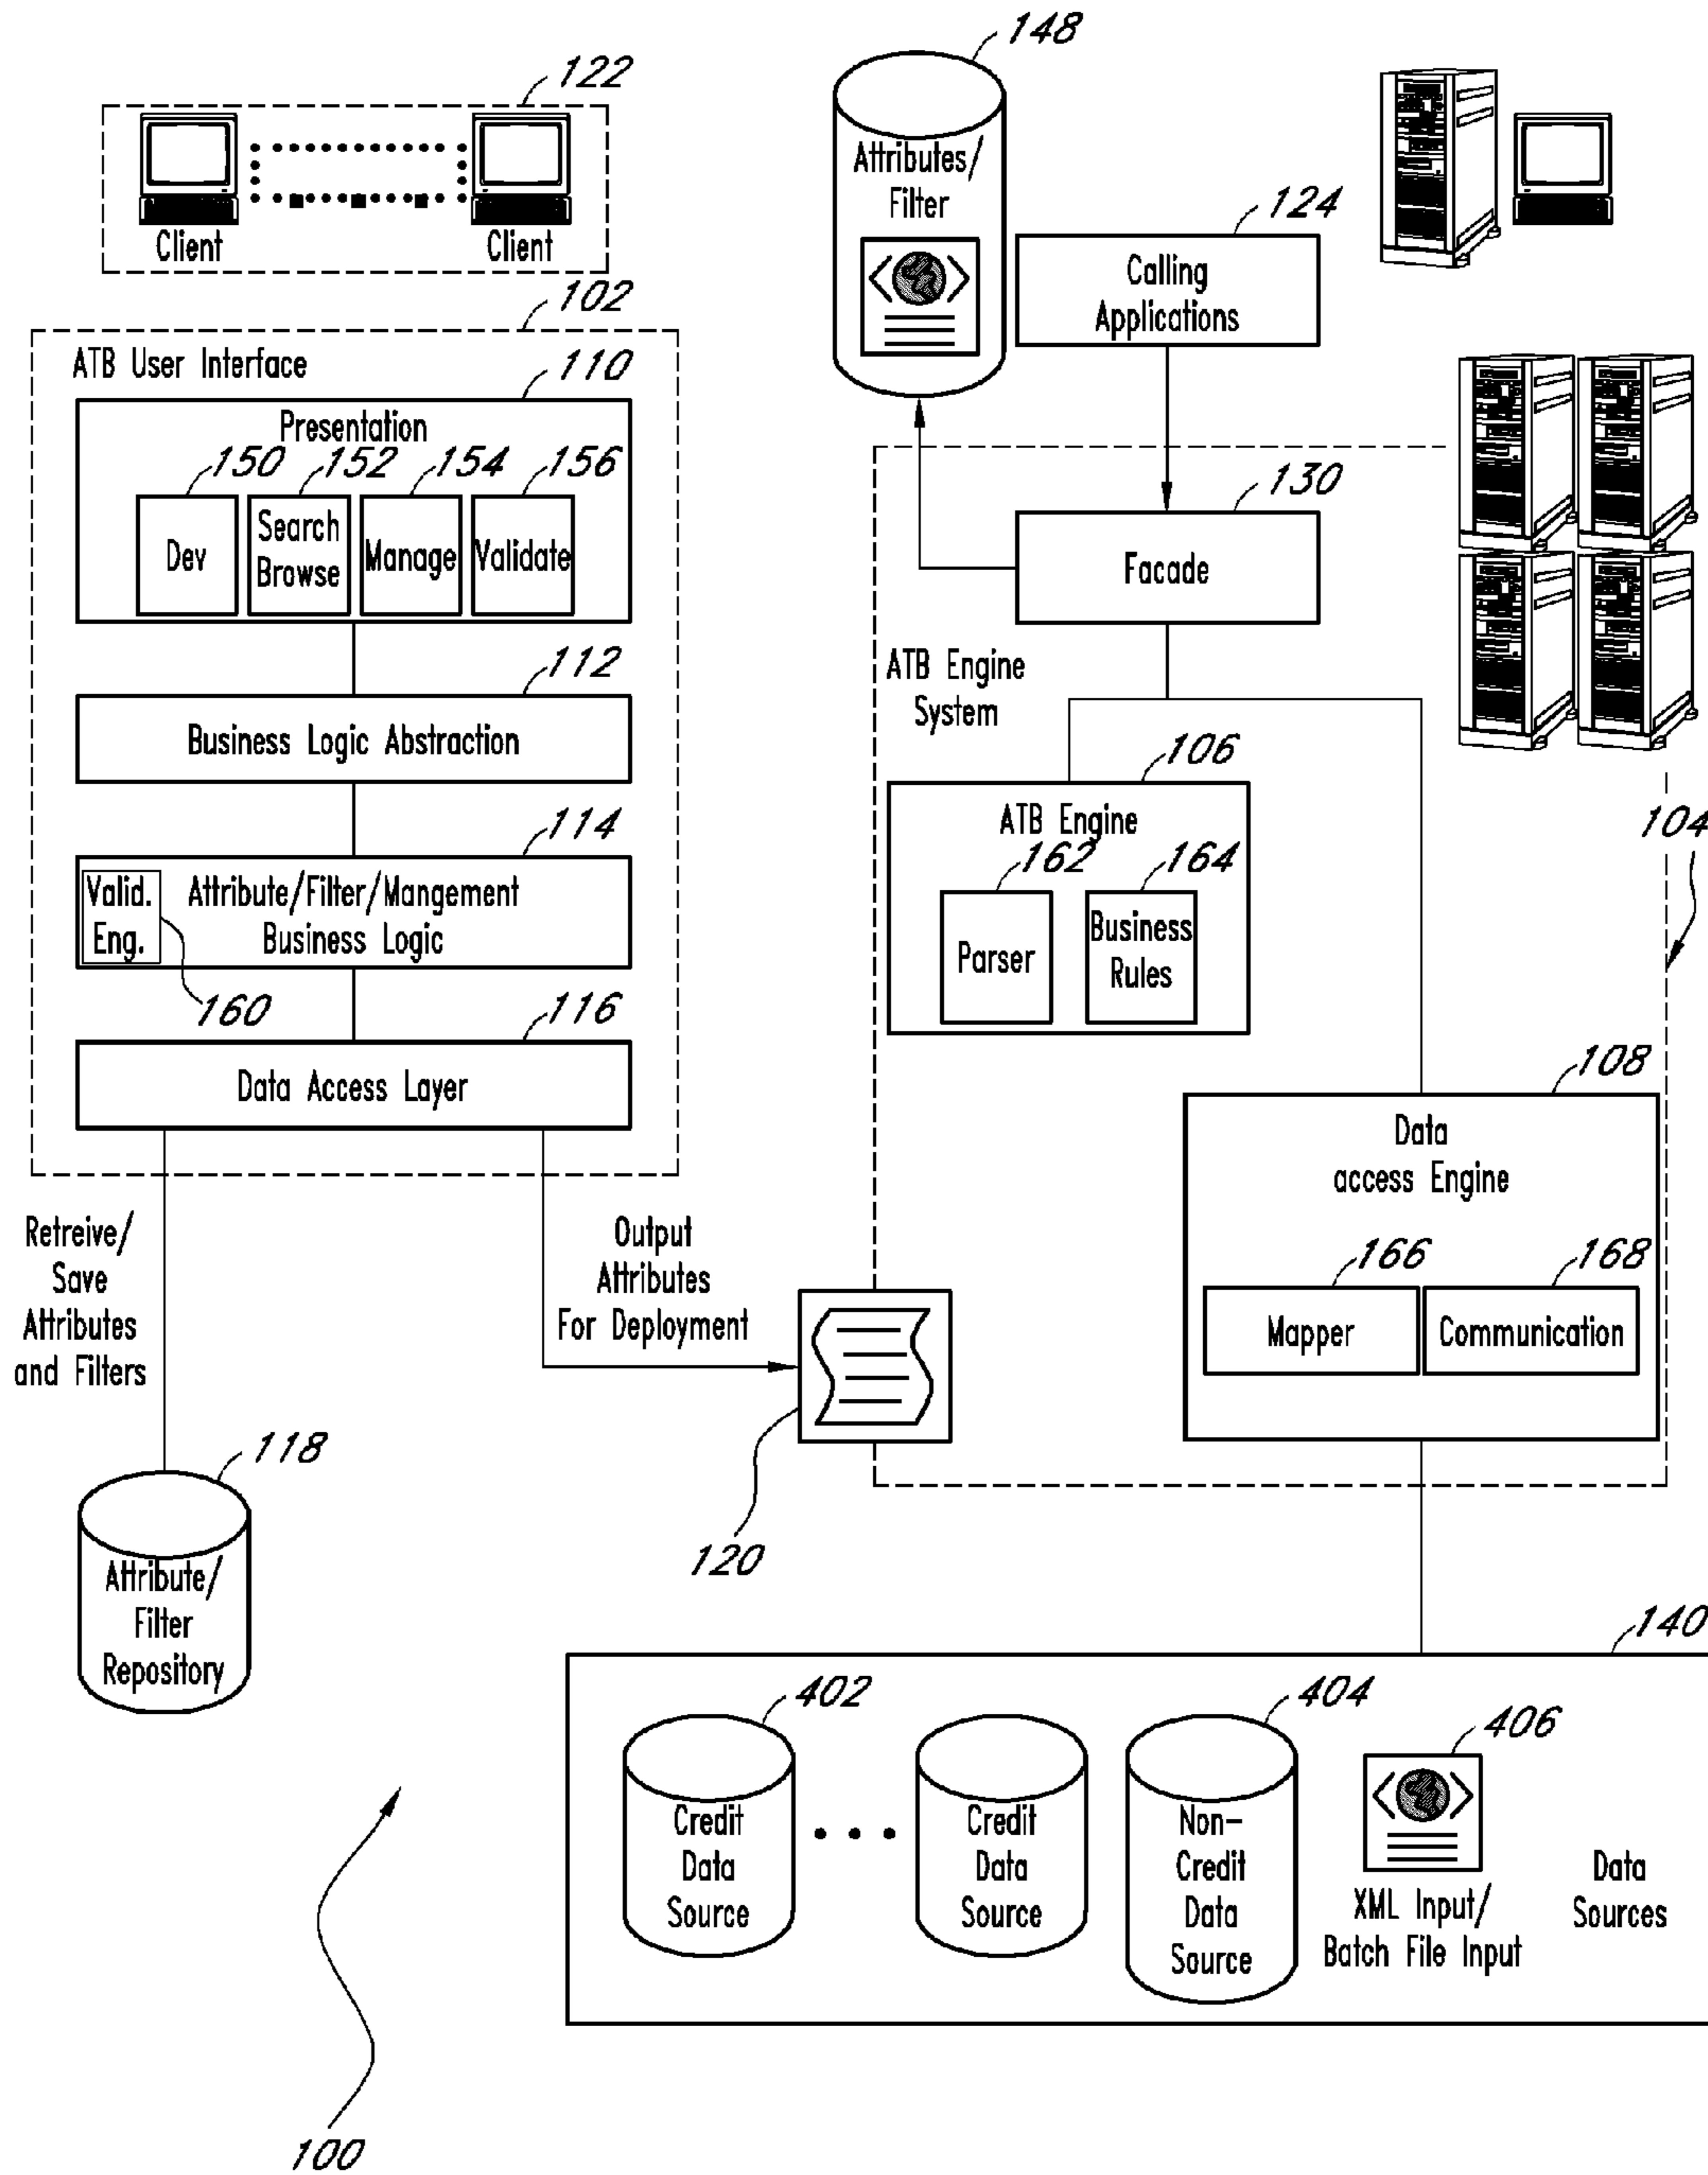 122
Client
Client
102
ATB User Interface
110
Presentation
150
152
154
156
Dev
Search
Browse
Manage
Validate
112
Business Logic Abstraction
114
Valid.
Eng.
Attribute/Filter/Mangement
Business Logic
160
116
Data Access Layer
Retreive/
Save
Attributes
and Filters
Output
Attributes
For Deployment
118
Attribute/
Filter
Repository
120
148
Attributes/
Filter
124
Calling
Applications
130
Facade
ATB Engine
System
106
ATB Engine
162
164
Parser
Business
Rules
104
108
Data
access Engine
166
168
Mapper
Communication
140
402
Credit
Data
Source
Credit
Data
Source
404
Non-
Credit
Data
Source
406
XML Input/
Batch File Input
Data
Sources
100